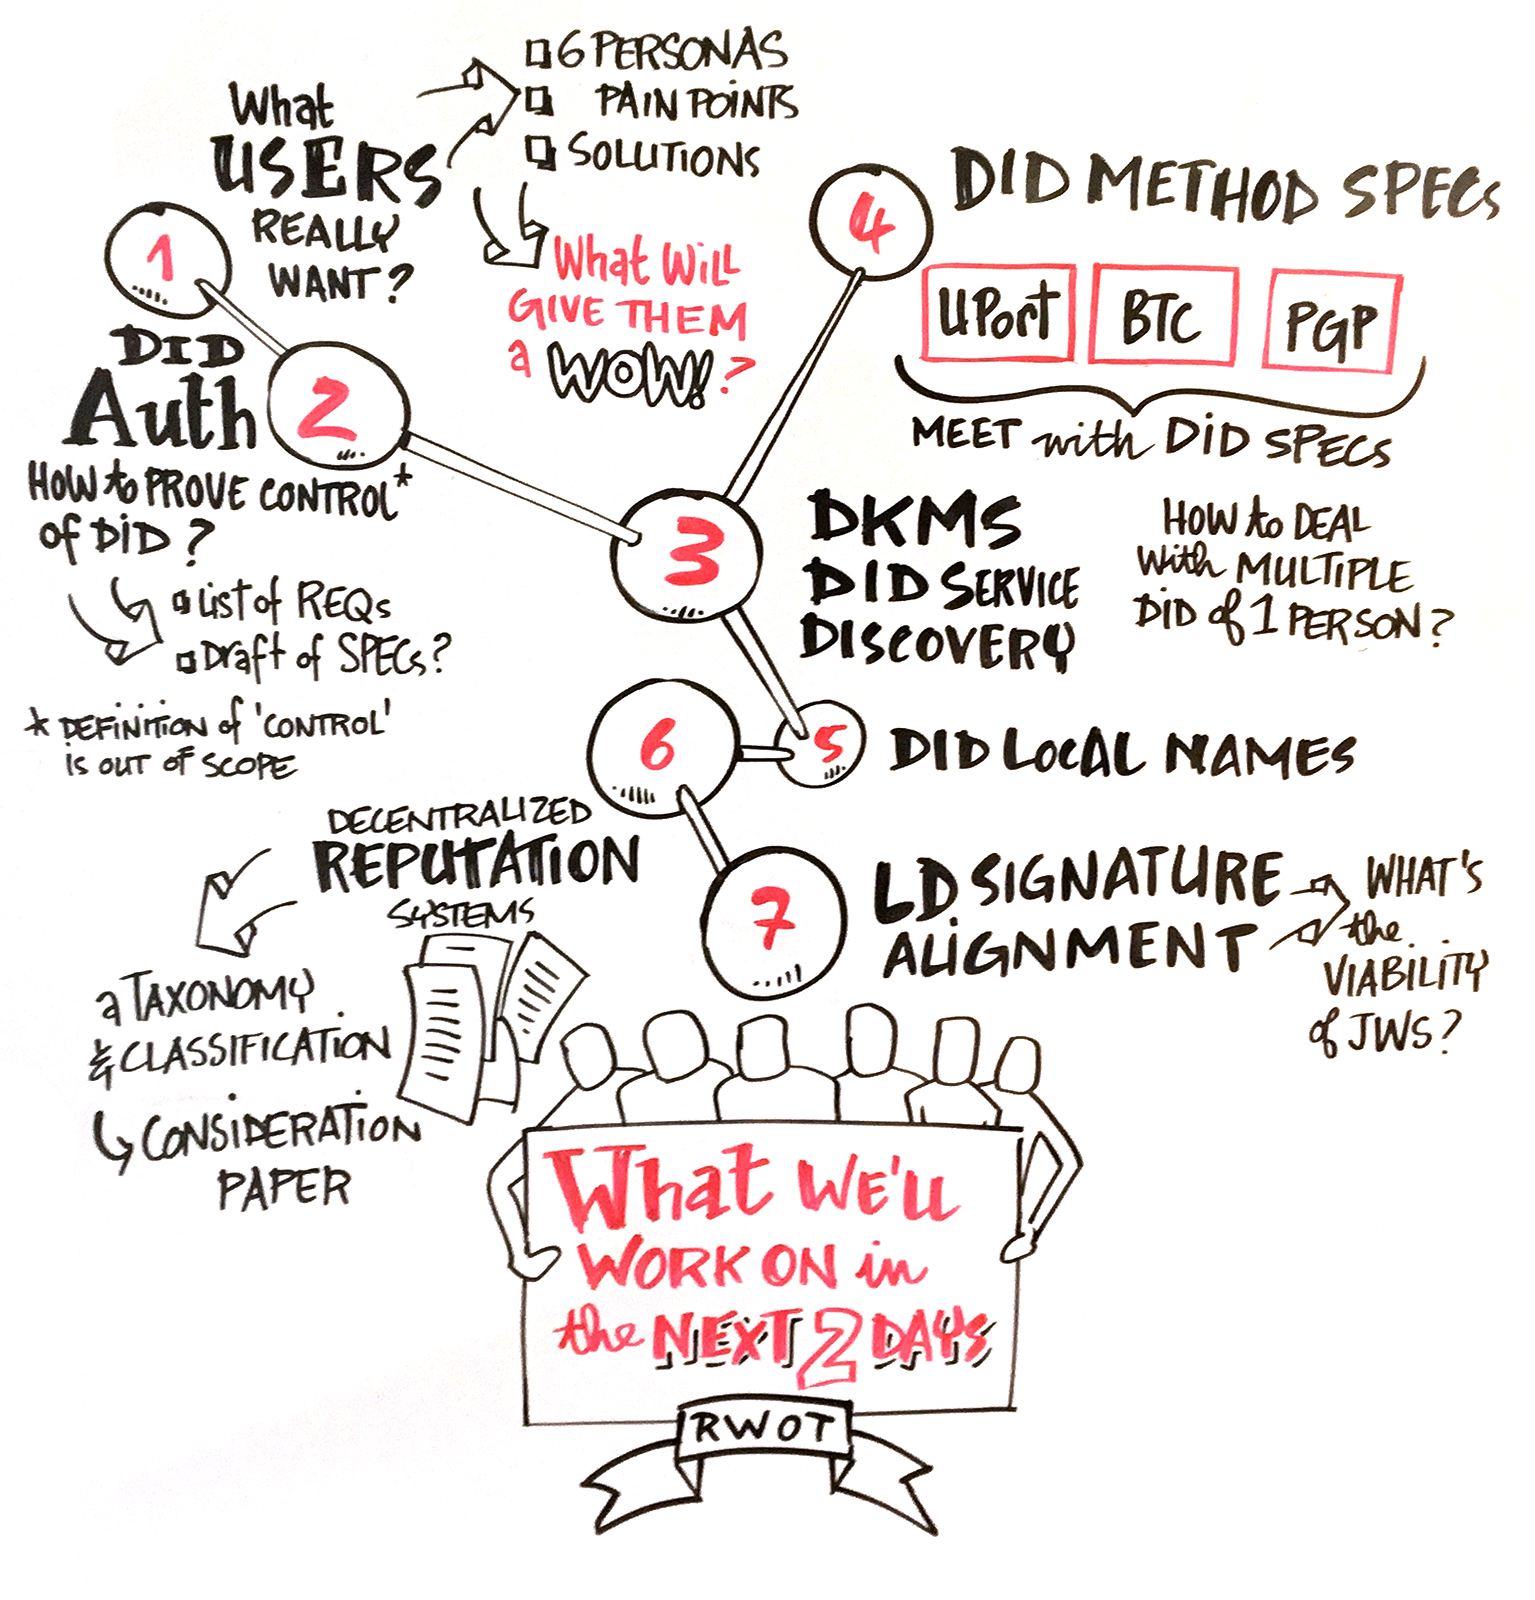 1
What
USERS
REALLY
WANT?
6 PERSONAS
PAIN POINTS
SOLUTIONS
What Will
GIVE THEM
a WOW!?
2
DID
Auth
HOW to PROVE CONTROL*
of DID?
List of REQs
Draft of SPECs?
* DEFINITION of 'CONTROL'
is OUT OF SCOPE
3
DKMS
DID SERVICE
DISCOVERY
HOW to DEAL
with MULTIPLE
DID of 1 PERSON?
4
DID METHOD SPECs
uPort
BTC
PGP
MEET with DID SPECS
5
DID LOCAL NAMES
6
DECENTRALIZED
REPUTATION
SYSTEMS
a TAXONOMY
& CLASSIFICATION
CONSIDERATION
PAPER
7
LD SIGNATURE
ALIGNMENT
WHAT'S
the
VIABILITY
of JWS?
What WE'll
WORK ON in
the NEXT 2 DAYS
RWOT